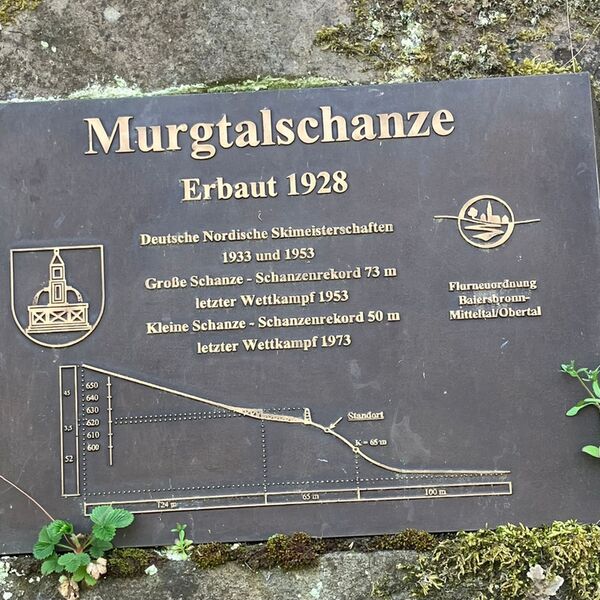 Murgtalschanze
Erbaut 1928
Deutsche Nordische Skimeisterschaften
1933 und 1953
Große Schanze - Schanzenrekord 73 m
letzter Wettkampf 1953
Kleine Schanze - Schanzenrekord 50 m
letzter Wettkampf 1973
Flurneuordnung
Baiersbronn-
Mitteltal/Obertal
45
3,5
52
650
640
630
620
610
600
Standort
K = 65 m
124 m
65 m
100 m